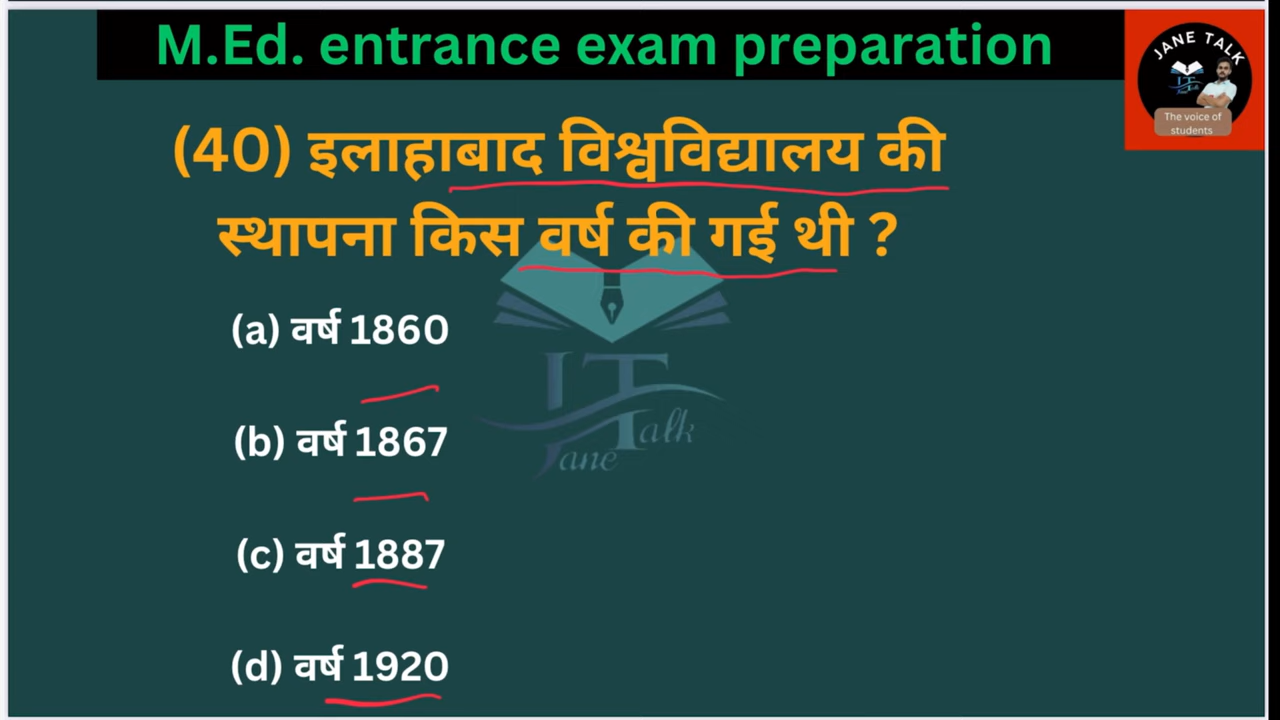 M.Ed. entrance exam preparation
JANE TALK
The voice of
students
(40) इलाहाबाद विश्वविद्यालय की
स्थापना किस वर्ष की गई थी ?
(a) वर्ष 1860
(b) वर्ष 1867
(c) वर्ष 1887
(d) वर्ष 1920
JT
Jane Talk